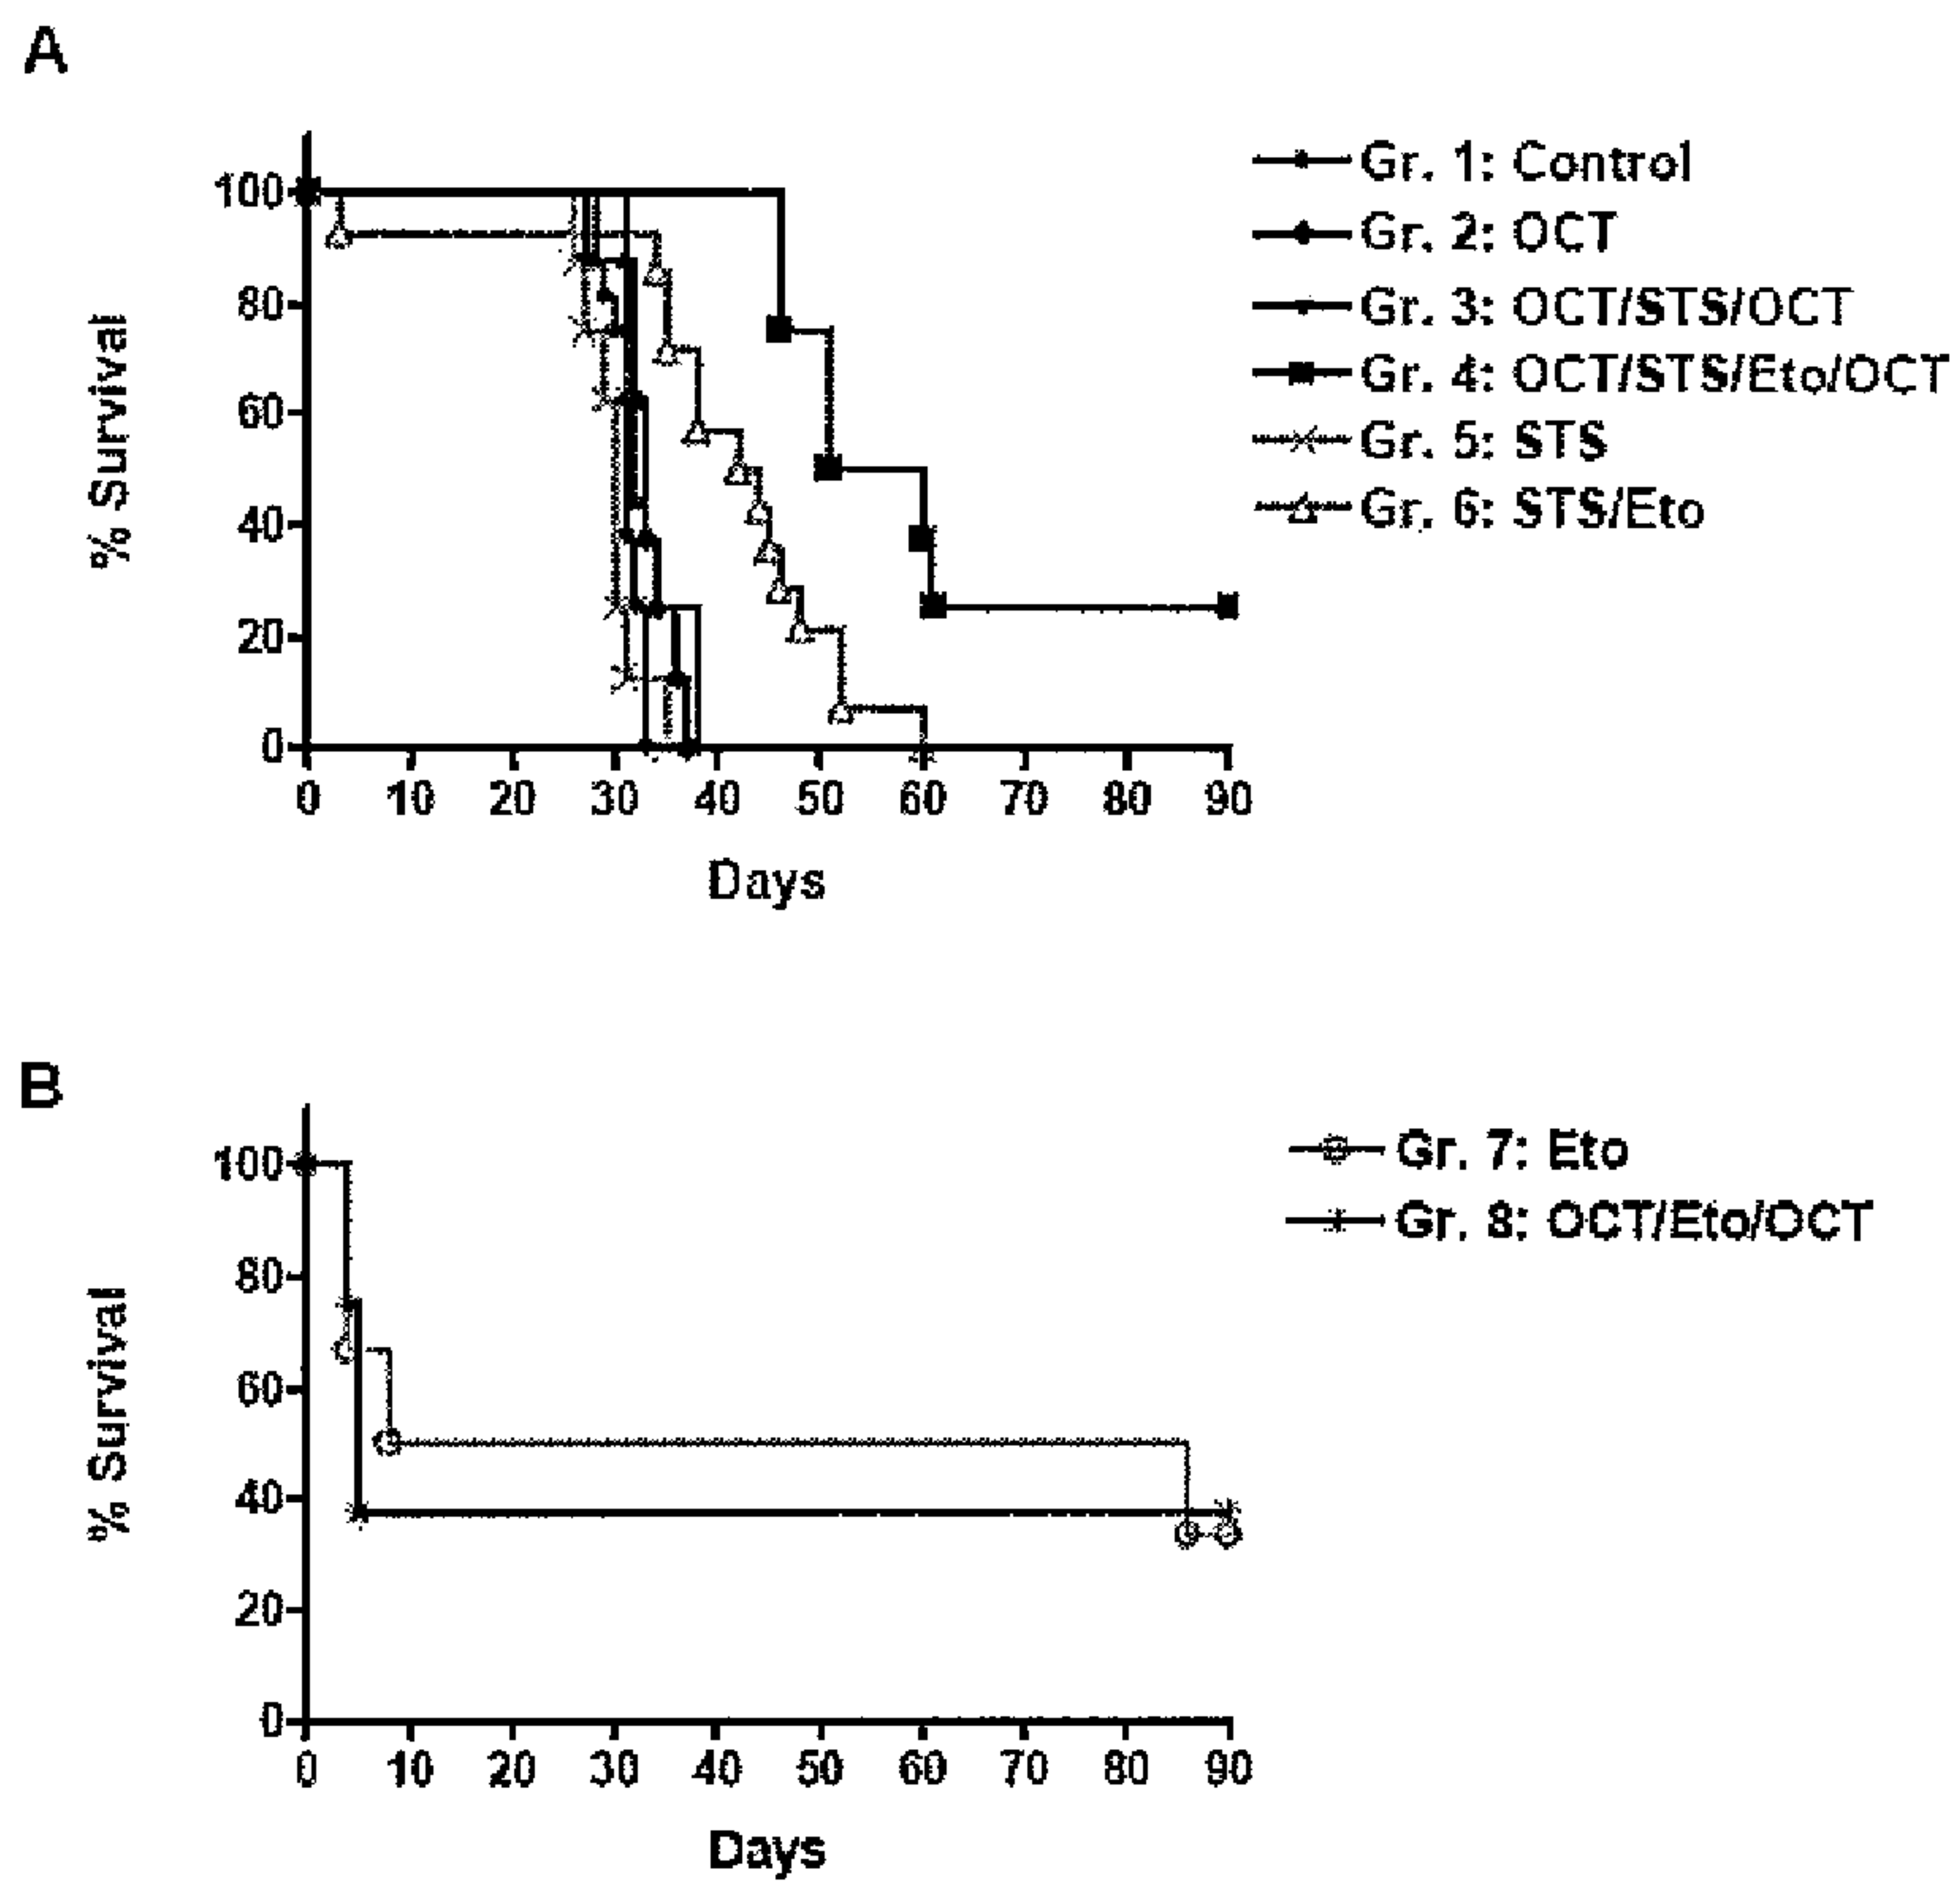 A
% Survival
100
80
60
40
20
0
0 10 20 30 40 50 60 70 80 90
Days
Gr. 1: Control
Gr. 2: OCT
Gr. 3: OCT/STS/OCT
Gr. 4: OCT/STS/Eto/OCT
Gr. 5: STS
Gr. 6: STS/Eto
B
% Survival
100
80
60
40
20
0
0 10 20 30 40 50 60 70 80 90
Days
Gr. 7: Eto
Gr. 8: OCT/Eto/OCT